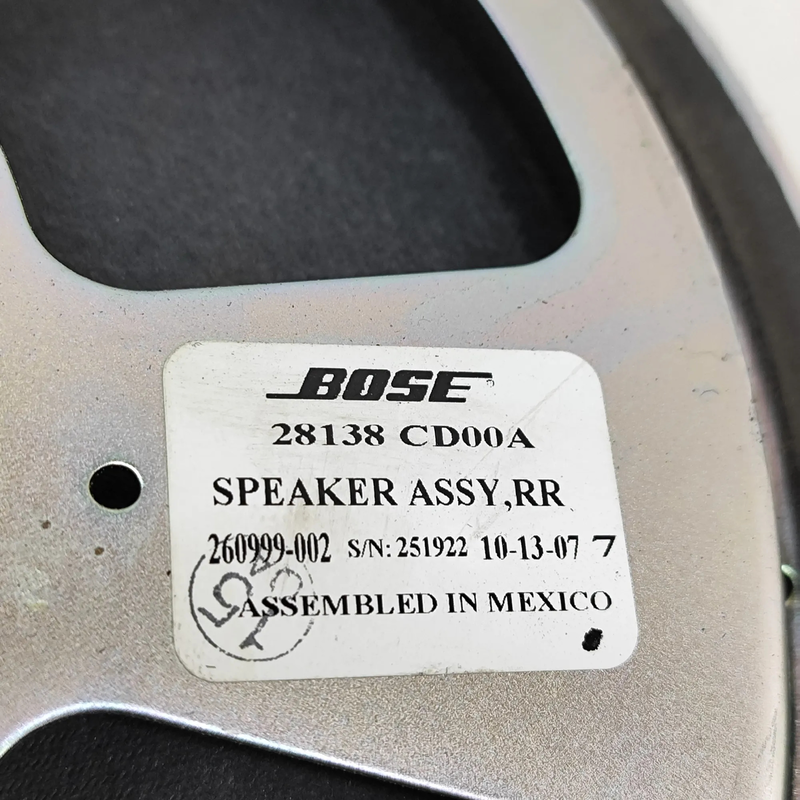 BOSE
28138 CD00A
SPEAKER ASSY,RR
260999-002 S/N: 251922 10-13-07 7
ASSEMBLED IN MEXICO